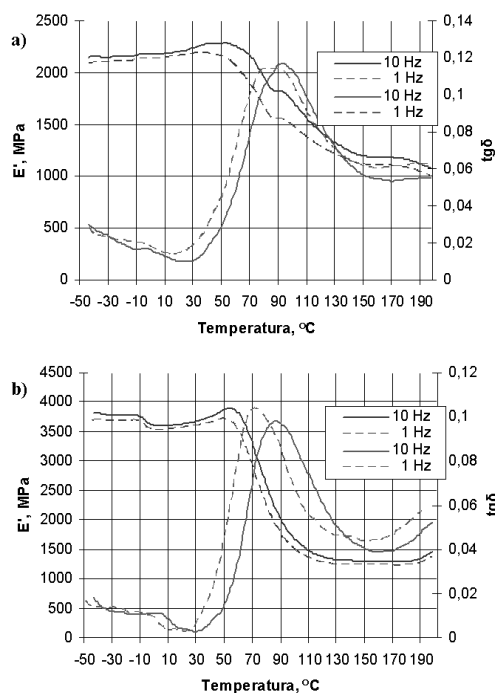 a)
2500
2000
1500
1000
500
0
E', MPa
0,14
0,12
0,1
0,08
0,06
0,04
0,02
0
tgδ
10 Hz
1 Hz
10 Hz
1 Hz
-50 -30 -10 10 30 50 70 90 110 130 150 170 190
Temperatura, °C
b)
4500
4000
3500
3000
2500
2000
1500
1000
500
0
E', MPa
0,12
0,1
0,08
0,06
0,04
0,02
0
tgδ
10 Hz
1 Hz
10 Hz
1 Hz
-50 -30 -10 10 30 50 70 90 110 130 150 170 190
Temperatura, °C